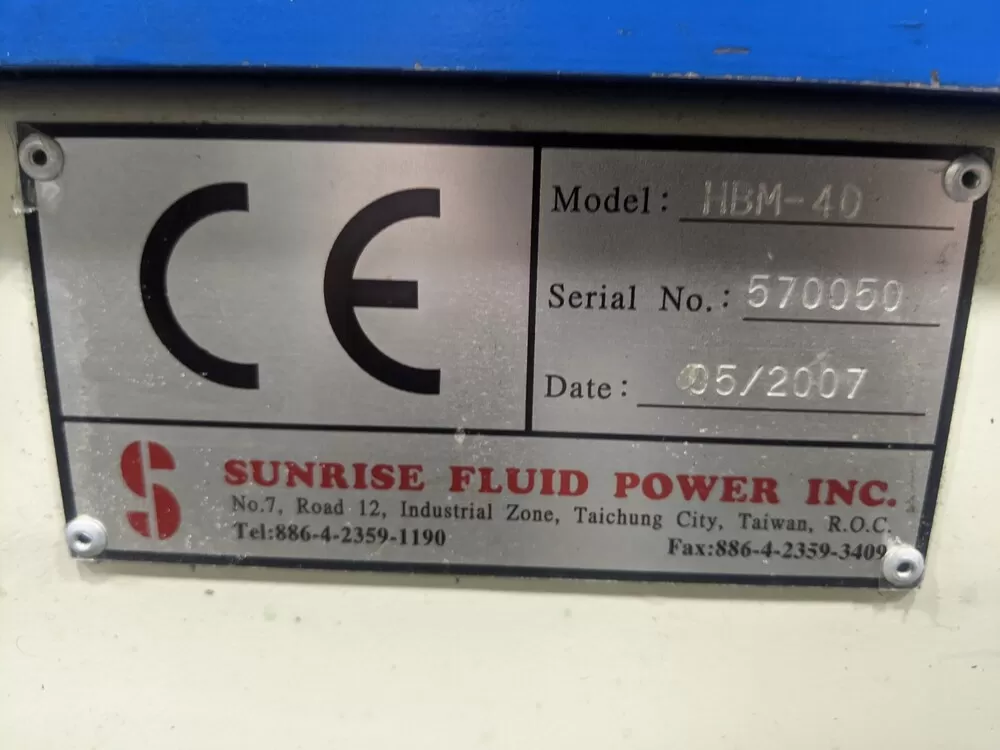 CE
Model: HBM-40
Serial No.: 570050
Date: 05/2007
S SUNRISE FLUID POWER INC.
No.7, Road 12, Industrial Zone, Taichung City, Taiwan, R.O.C.
Tel:886-4-2359-1190 Fax:886-4-2359-3409